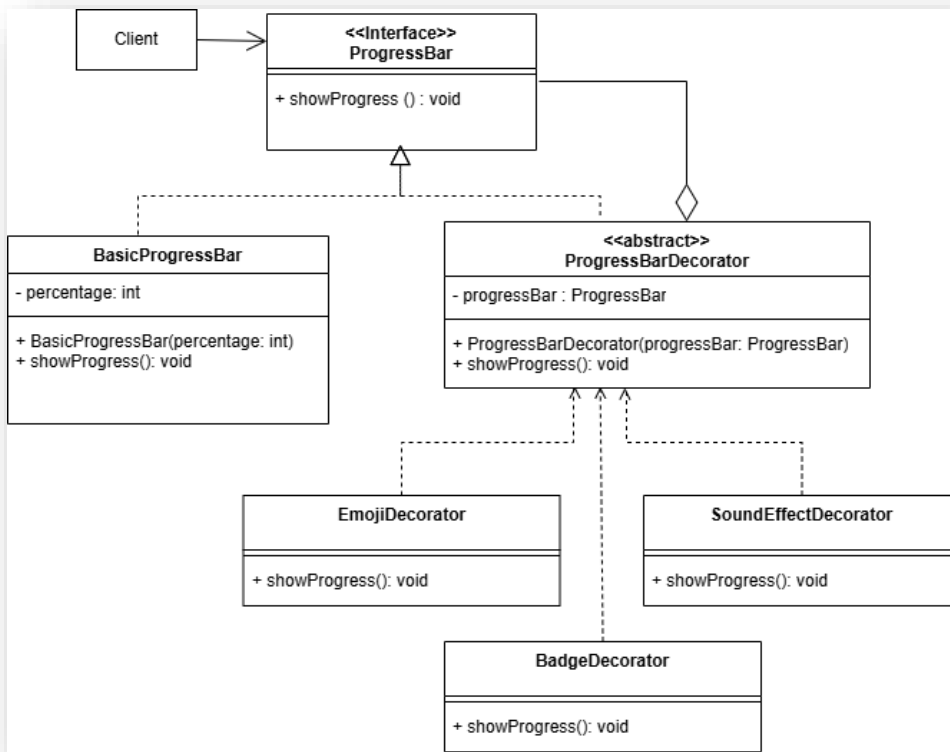 Client
<<Interface>>
ProgressBar
+ showProgress () : void
BasicProgressBar
- percentage: int
+ BasicProgressBar(percentage: int)
+ showProgress(): void
<<abstract>>
ProgressBarDecorator
- progressBar : ProgressBar
+ ProgressBarDecorator(progressBar: ProgressBar)
+ showProgress(): void
EmojiDecorator
+ showProgress(): void
SoundEffectDecorator
+ showProgress(): void
BadgeDecorator
+ showProgress(): void